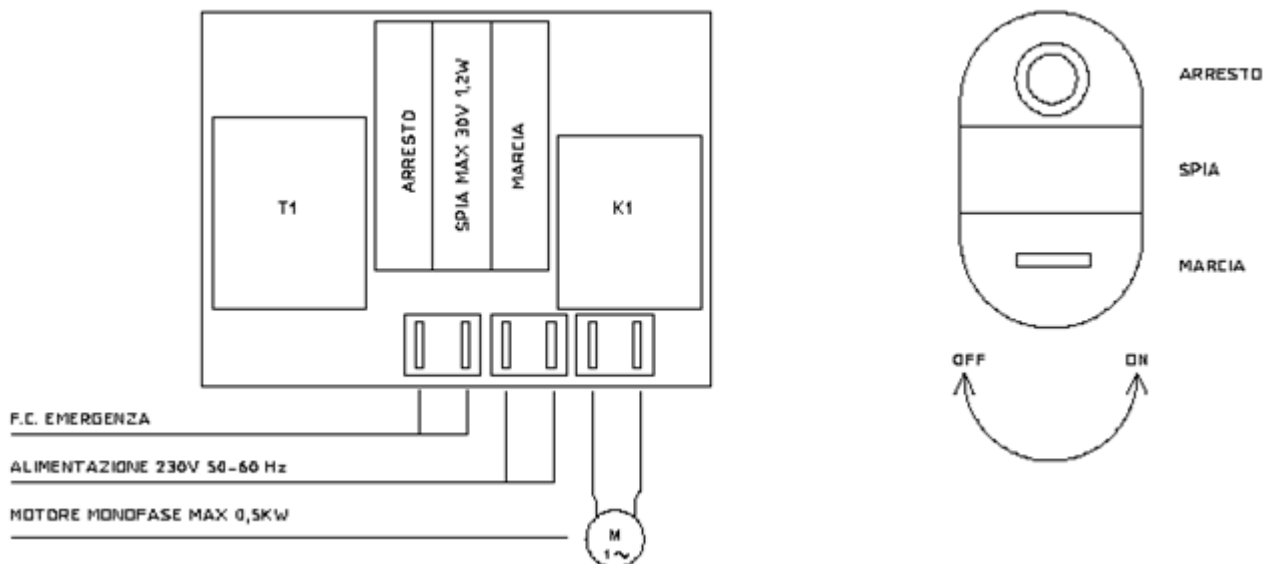 T1
ARRESTO
SPIA MAX 30V 1,2W
MARCIA
K1
F.C. EMERGENZA
ALIMENTAZIONE 230V 50-60 Hz
MOTORE MONOFASE MAX 0,5KW
M
1~
ARRESTO
SPIA
MARCIA
OFF
ON